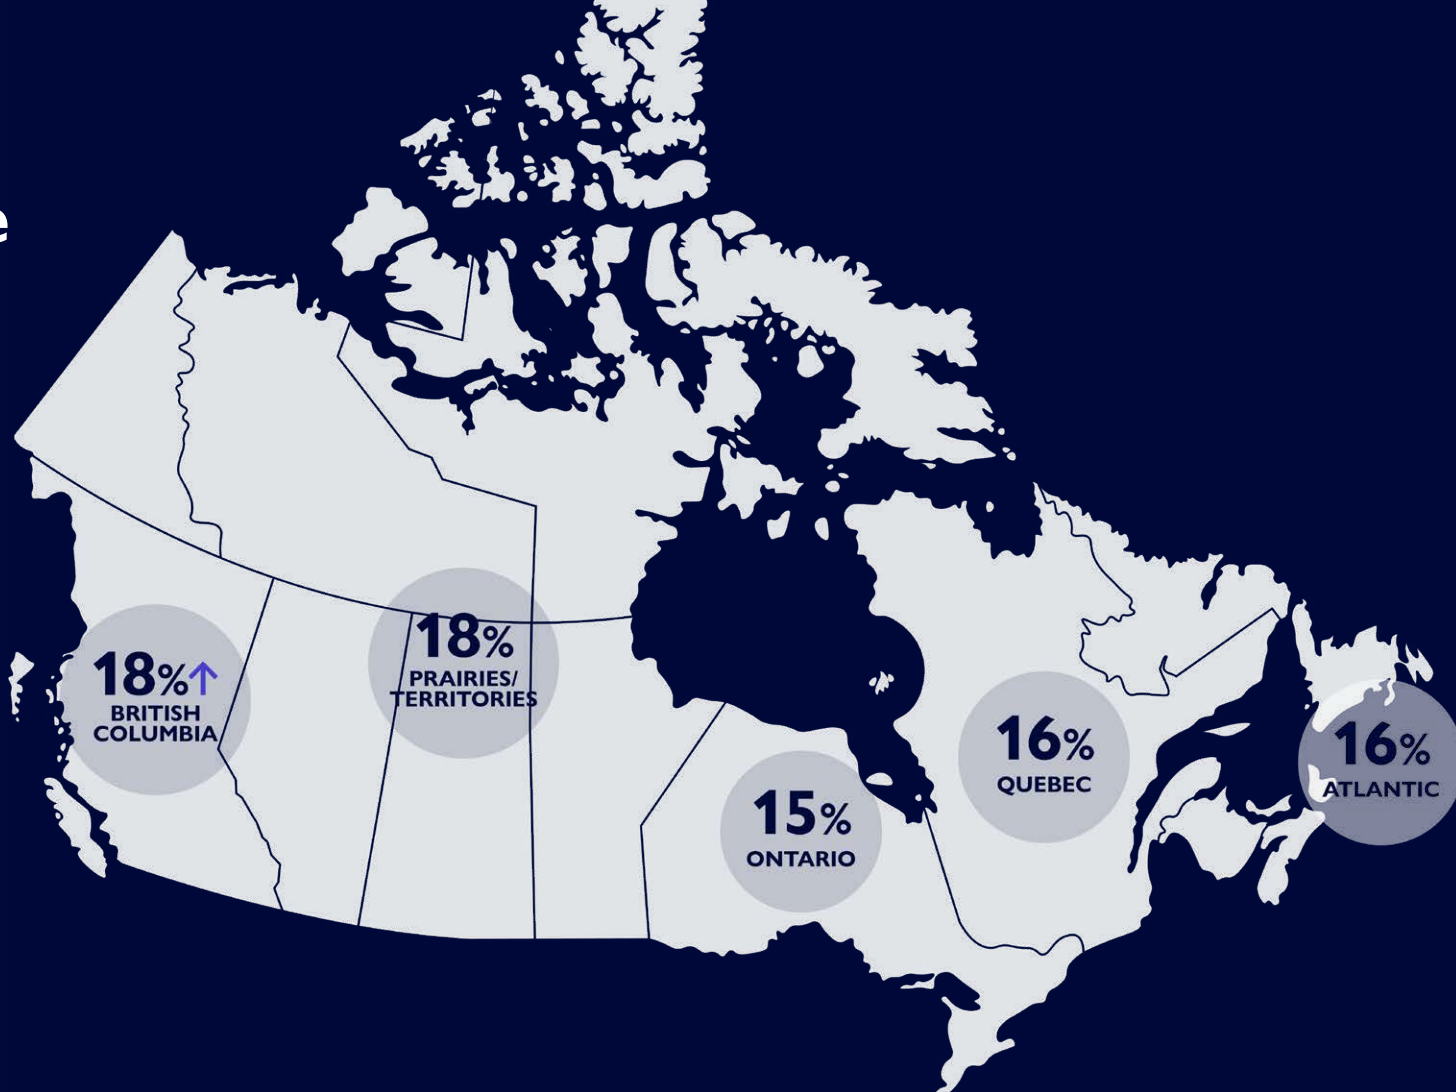 e
18%↑
BRITISH
COLUMBIA
18%
PRAIRIES/
TERRITORIES
15%
ONTARIO
16%
QUEBEC
16%
ATLANTIC